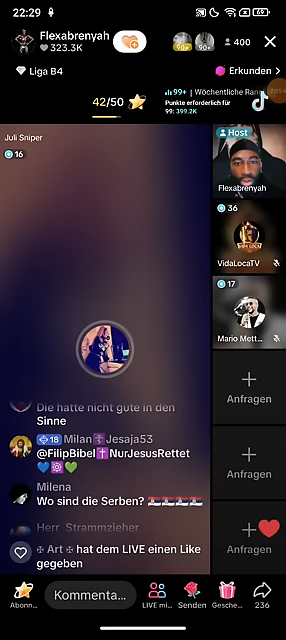 22:29
69
Flexabrenyah
323.3K
90+
90+
400
Liga B4
Erkunden
42/50
99+ | Wöchentliche Rang
Punkte erforderlich für
99: 399.2K
Juli Sniper
16
Host
Flexabrenyah
36
VidaLocaTV
17
Mario Mett...
Anfragen
Anfragen
Anfragen
Die hatte nicht gute in den
Sinne
18 Milan✝️Jesaja53
@FilipBibel✝️NurJesusRettet
💙⚛️💚
Milena
Wo sind die Serben? 🇷🇸🇷🇸🇷🇸🇷🇸
Herr_Strammzieher
✠ Art ✠ hat dem LIVE einen Like
gegeben
Abonn...
Kommenta...
LIVE mi...
Senden
Gesche...
236